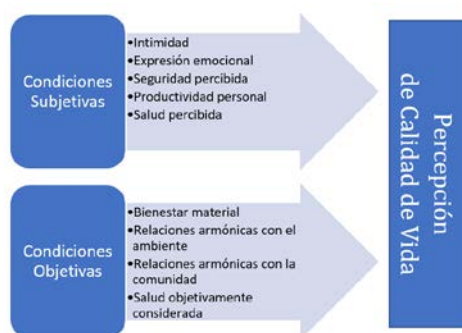 Condiciones
Subjetivas
•Intimidad
•Expresión emocional
•Seguridad percibida
•Productividad personal
•Salud percibida
Condiciones
Objetivas
•Bienestar material
•Relaciones armónicas con el
ambiente
•Relaciones armónicas con la
comunidad
•Salud objetivamente
considerada
Percepción
de Calidad de Vida